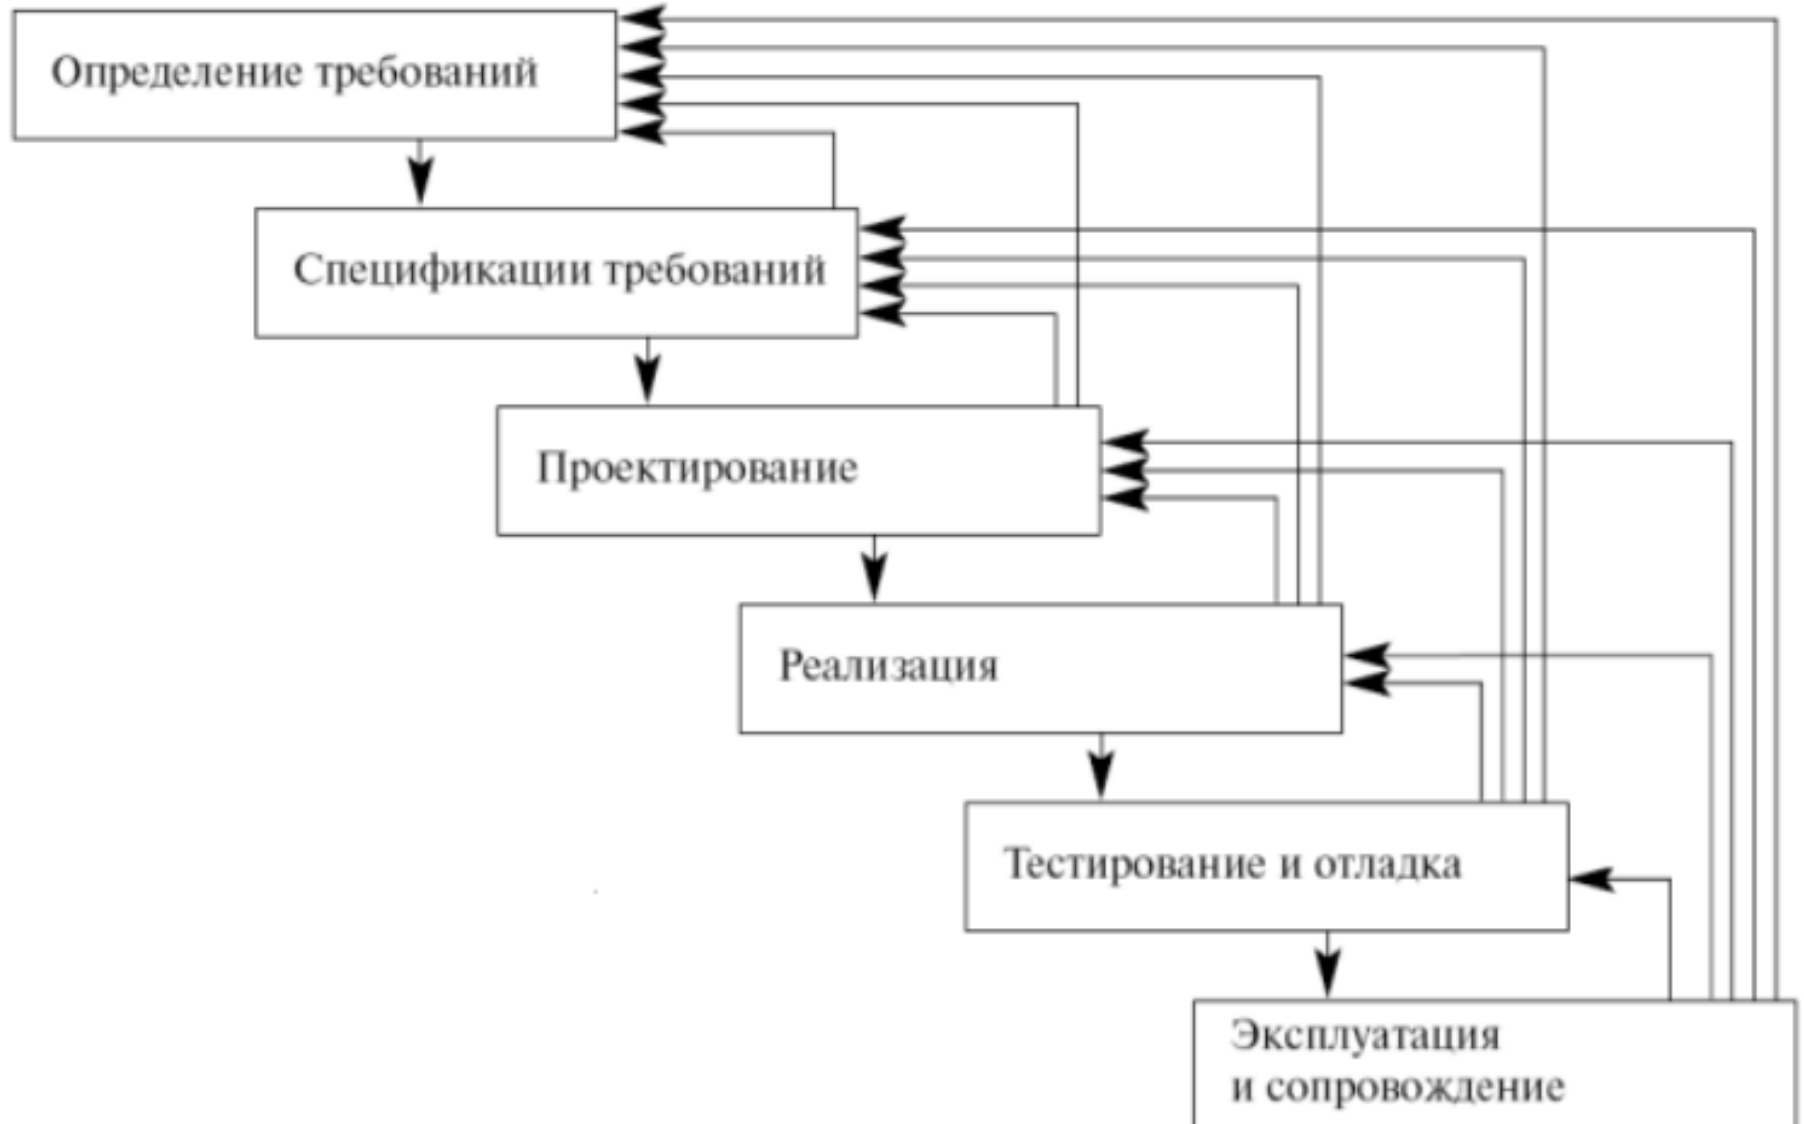 Определение требований
Спецификации требований
Проектирование
Реализация
Тестирование и отладка
Эксплуатация
и сопровождение